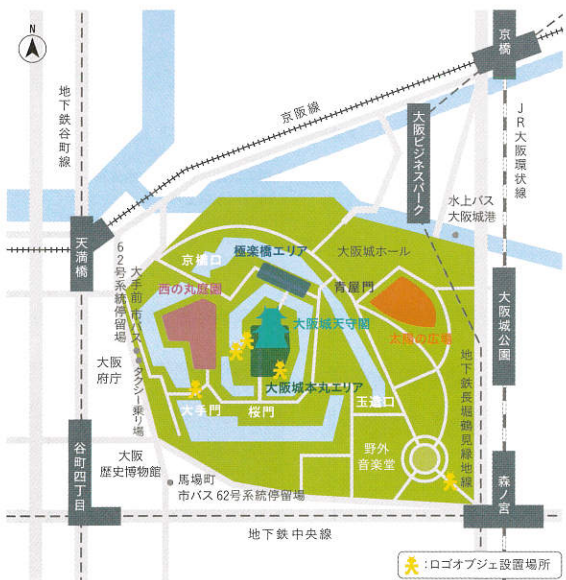 N
京橋
地下鉄谷町線
京阪線
大阪ビジネスパーク
JR大阪環状線
水上バス
大阪城港
天満橋
京橋口
極楽橋エリア
大阪城ホール
大手前 市バス
62号系統停留場
西の丸庭園
青屋門
大阪城天守閣
太陽の広場
大阪城公園
タクシー乗り場
大阪
府庁
大阪城本丸エリア
大手門
桜門
玉造口
地下鉄長堀鶴見緑地線
谷町四丁目
大阪
歴史博物館
馬場町
市バス62号系統停留場
野外
音楽堂
森ノ宮
地下鉄中央線
:ロゴオブジェ設置場所